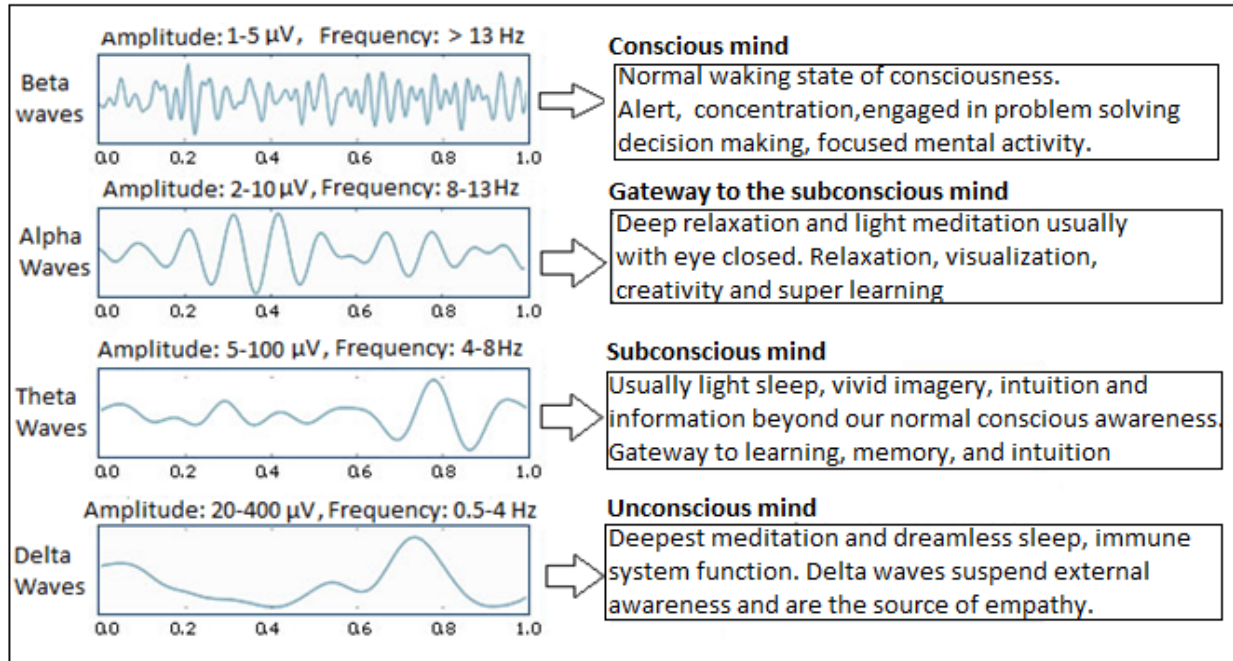 Amplitude: 1-5 µV, Frequency: > 13 Hz
Beta
waves
0.0 0.2 0.4 0.6 0.8 1.0
Conscious mind
Normal waking state of consciousness.
Alert, concentration,engaged in problem solving
decision making, focused mental activity.
Amplitude: 2-10 µV, Frequency: 8-13Hz
Alpha
Waves
0.0 0.2 0.4 0.6 0.8 1.0
Gateway to the subconscious mind
Deep relaxation and light meditation usually
with eye closed. Relaxation, visualization,
creativity and super learning
Amplitude: 5-100 µV, Frequency: 4-8Hz
Theta
Waves
0.0 0.2 0.4 0.6 0.8 1.0
Subconscious mind
Usually light sleep, vivid imagery, intuition and
information beyond our normal conscious awareness.
Gateway to learning, memory, and intuition
Amplitude: 20-400 µV, Frequency: 0.5-4 Hz
Delta
Waves
0.0 0.2 0.4 0.6 0.8 1.0
Unconscious mind
Deepest meditation and dreamless sleep, immune
system function. Delta waves suspend external
awareness and are the source of empathy.